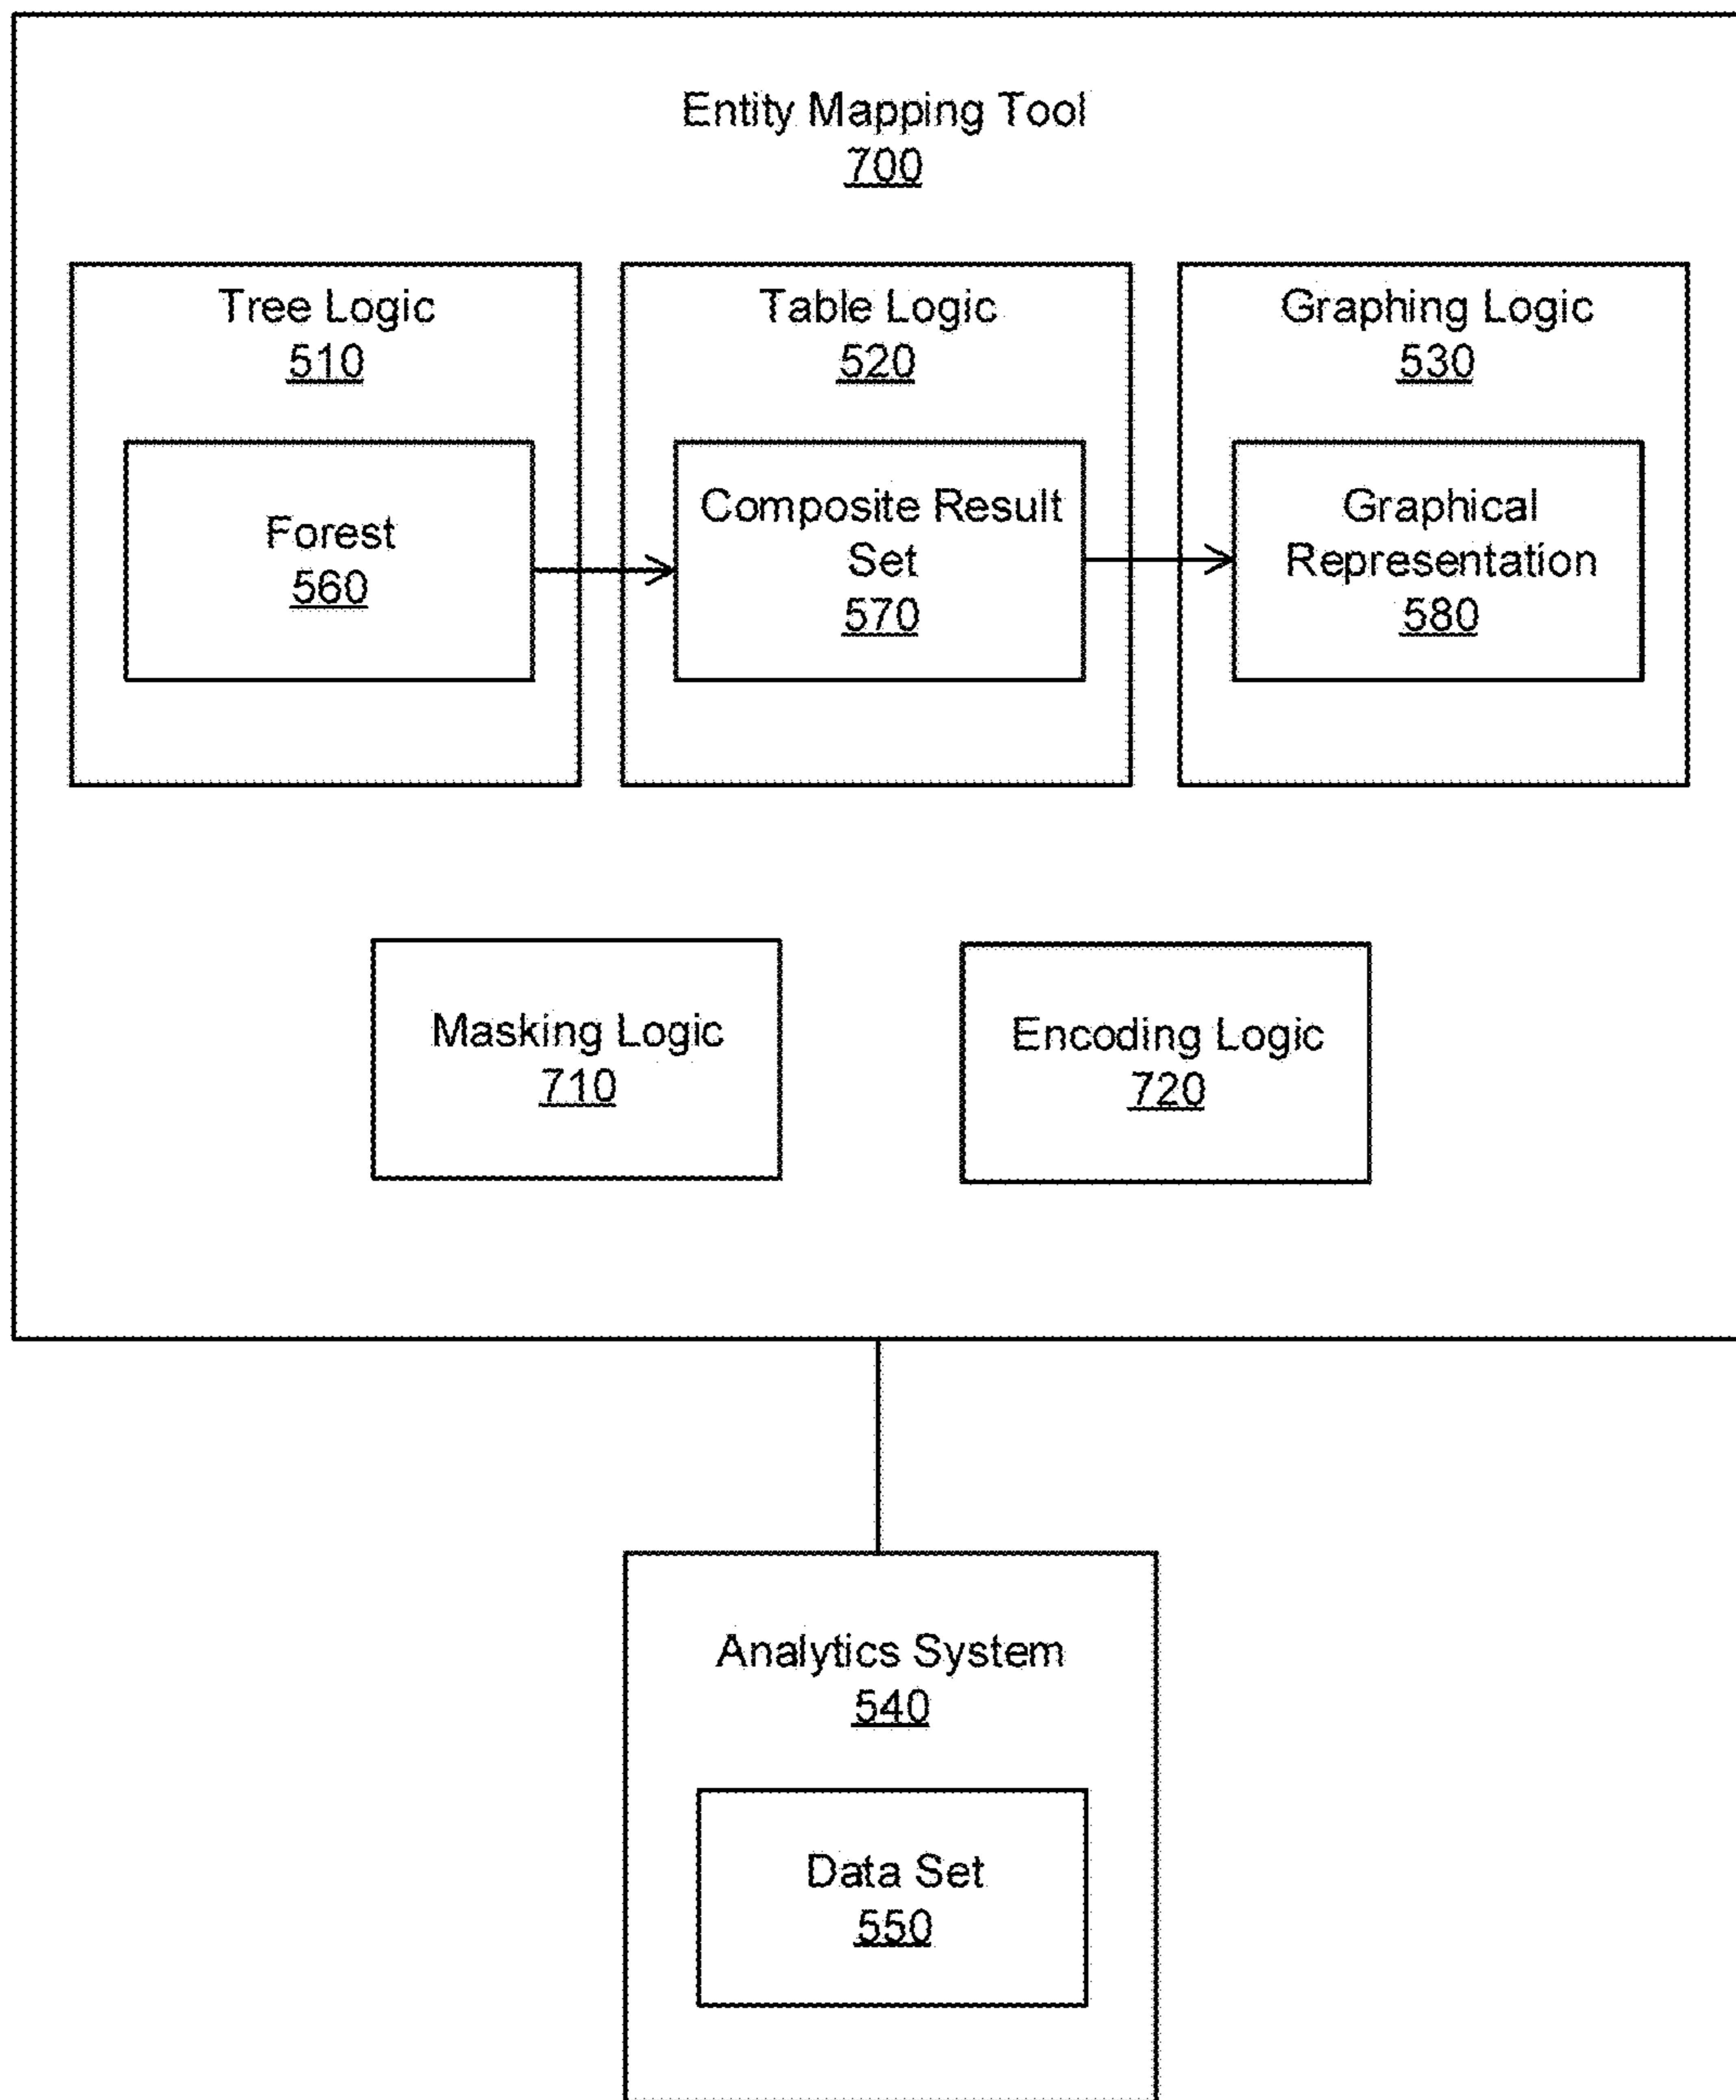 Entity Mapping Tool
700
Tree Logic
510
Forest
560
Table Logic
520
Composite Result
Set
570
Graphing Logic
530
Graphical
Representation
580
Masking Logic
710
Encoding Logic
720
Analytics System
540
Data Set
550